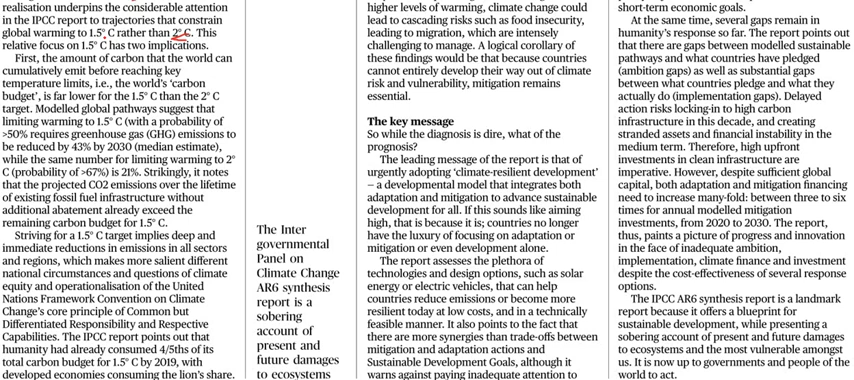 realisation underpins the considerable attention
in the IPCC report to trajectories that constrain
global warming to 1.5° C rather than 2° C. This
relative focus on 1.5° C has two implications.
First, the amount of carbon that the world can
cumulatively emit before reaching key
temperature limits, i.e., the world's 'carbon
budget', is far lower for the 1.5° C than the 2° C
target. Modelled global pathways suggest that
limiting warming to 1.5° C (with a probability of
>50% requires greenhouse gas (GHG) emissions to
be reduced by 43% by 2030 (median estimate),
while the same number for limiting warming to 2°
C (probability of >67%) is 21%. Strikingly, it notes
that the projected CO2 emissions over the lifetime
of existing fossil fuel infrastructure without
additional abatement already exceed the
remaining carbon budget for 1.5° C.
Striving for a 1.5° C target implies deep and
immediate reductions in emissions in all sectors
and regions, which makes more salient different
national circumstances and questions of climate
equity and operationalisation of the United
Nations Framework Convention on Climate
Change's core principle of Common but
Differentiated Responsibility and Respective
Capabilities. The IPCC report points out that
humanity had already consumed 4/5ths of its
total carbon budget for 1.5° C by 2019, with
developed economies consuming the lion's share.
The Inter
governmental
Panel on
Climate Change
AR6 synthesis
report is a
sobering
account of
present and
future damages
to ecosystems
higher levels of warming, climate change could
lead to cascading risks such as food insecurity,
leading to migration, which are intensely
challenging to manage. A logical corollary of
these findings would be that because countries
cannot entirely develop their way out of climate
risk and vulnerability, mitigation remains
essential.
The key message
So while the diagnosis is dire, what of the
prognosis?
The leading message of the report is that of
urgently adopting 'climate-resilient development'
– a developmental model that integrates both
adaptation and mitigation to advance sustainable
development for all. If this sounds like aiming
high, that is because it is; countries no longer
have the luxury of focusing on adaptation or
mitigation or even development alone.
The report assesses the plethora of
technologies and design options, such as solar
energy or electric vehicles, that can help
countries reduce emissions or become more
resilient today at low costs, and in a technically
feasible manner. It also points to the fact that
there are more synergies than trade-offs between
mitigation and adaptation actions and
Sustainable Development Goals, although it
warns against paying inadequate attention to
short-term economic goals.
At the same time, several gaps remain in
humanity's response so far. The report points out
that there are gaps between modelled sustainable
pathways and what countries have pledged
(ambition gaps) as well as substantial gaps
between what countries pledge and what they
actually do (implementation gaps). Delayed
action risks locking-in to high carbon
infrastructure in this decade, and creating
stranded assets and financial instability in the
medium term. Therefore, high upfront
investments in clean infrastructure are
imperative. However, despite sufficient global
capital, both adaptation and mitigation financing
need to increase many-fold: between three to six
times for annual modelled mitigation
investments, from 2020 to 2030. The report,
thus, paints a picture of progress and innovation
in the face of inadequate ambition,
implementation, climate finance and investment
despite the cost-effectiveness of several response
options.
The IPCC AR6 synthesis report is a landmark
report because it offers a blueprint for
sustainable development, while presenting a
sobering account of present and future damages
to ecosystems and the most vulnerable amongst
us. It is now up to governments and people of the
world to act.